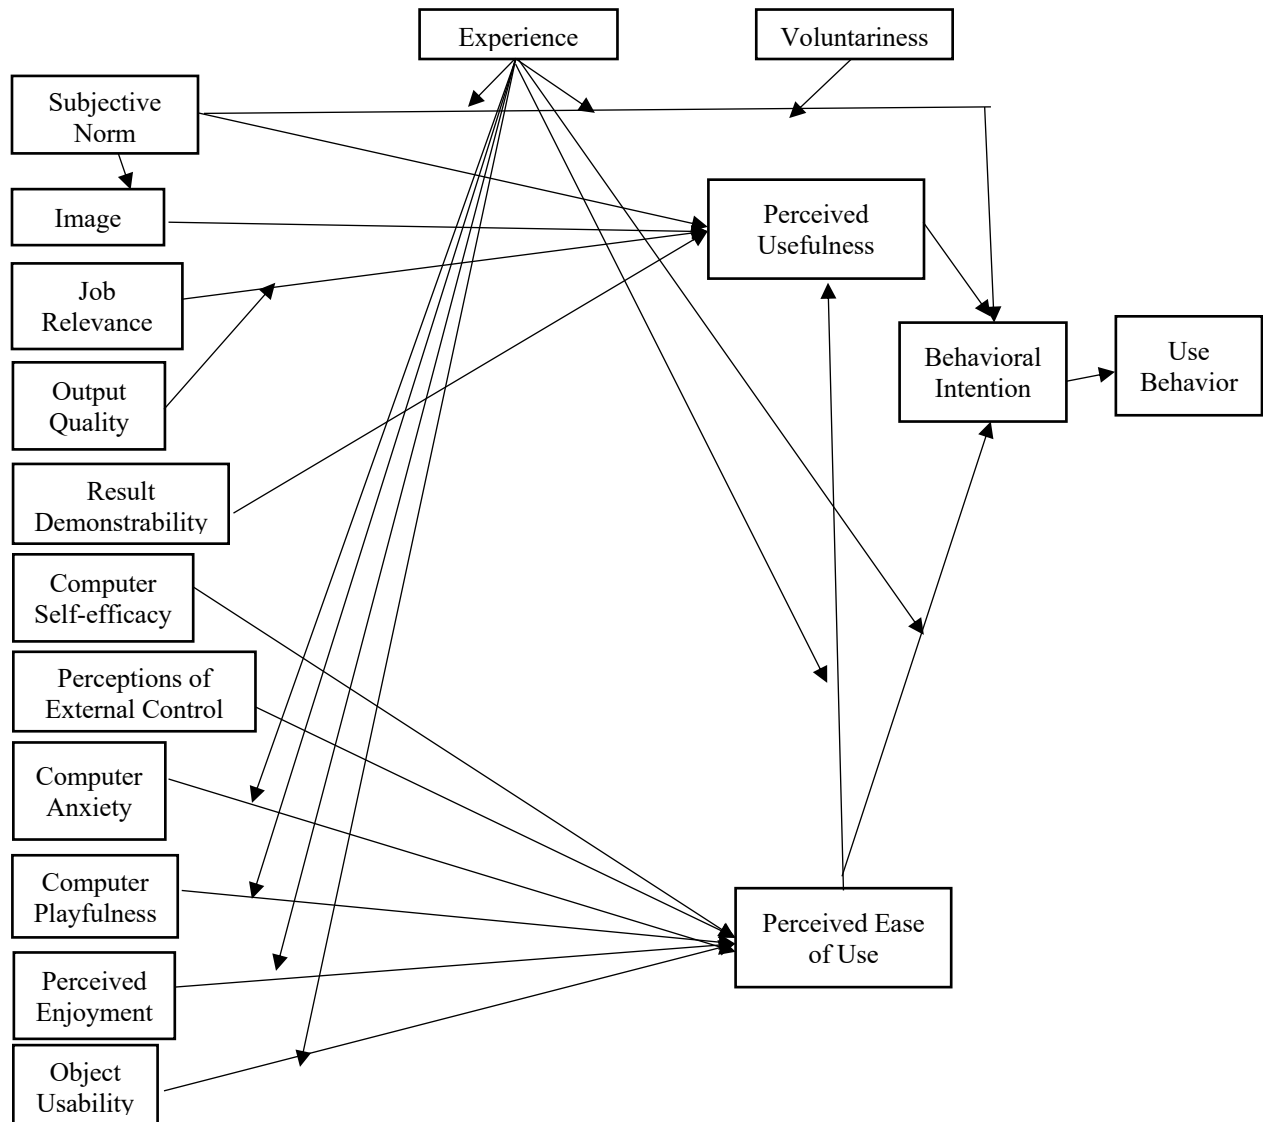 Experience
Voluntariness
Subjective
Norm
Image
Job
Relevance
Output
Quality
Result
Demonstrability
Computer
Self-efficacy
Perceptions of
External Control
Computer
Anxiety
Computer
Playfulness
Perceived
Enjoyment
Object
Usability
Perceived
Usefulness
Behavioral
Intention
Use
Behavior
Perceived Ease
of Use